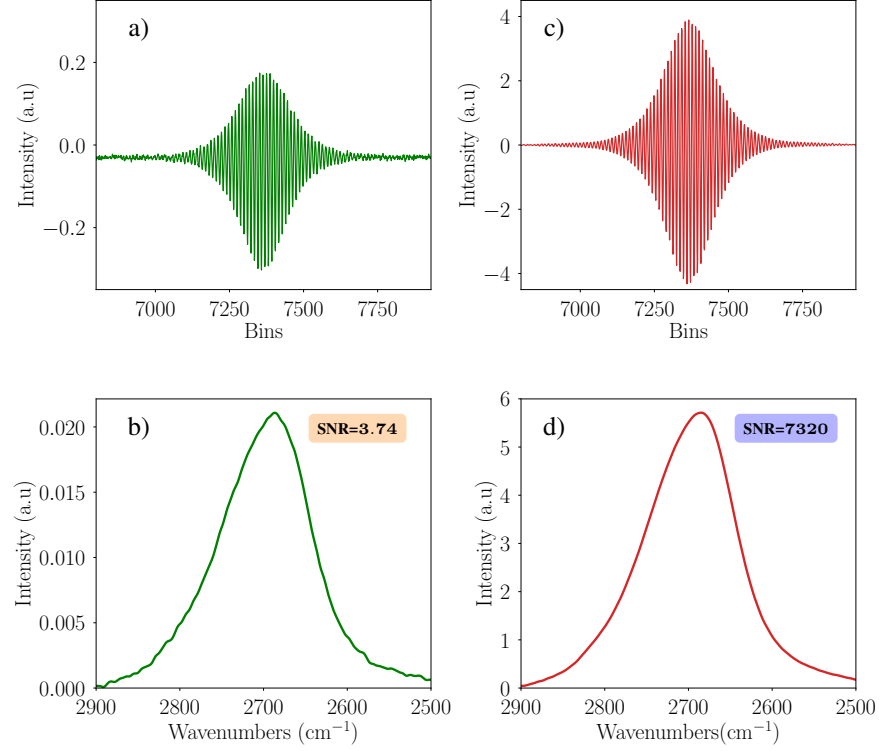 a)
Intensity (a.u)
0.2
0.0
−0.2
7000 7250 7500 7750
Bins
c)
Intensity (a.u)
4
2
0
−2
−4
7000 7250 7500 7750
Bins
b)
SNR=3.74
Intensity (a.u)
0.020
0.015
0.010
0.005
0.000
2900 2800 2700 2600 2500
Wavenumbers (cm⁻¹)
d)
SNR=7320
Intensity (a.u)
6
5
4
3
2
1
0
2900 2800 2700 2600 2500
Wavenumbers(cm⁻¹)